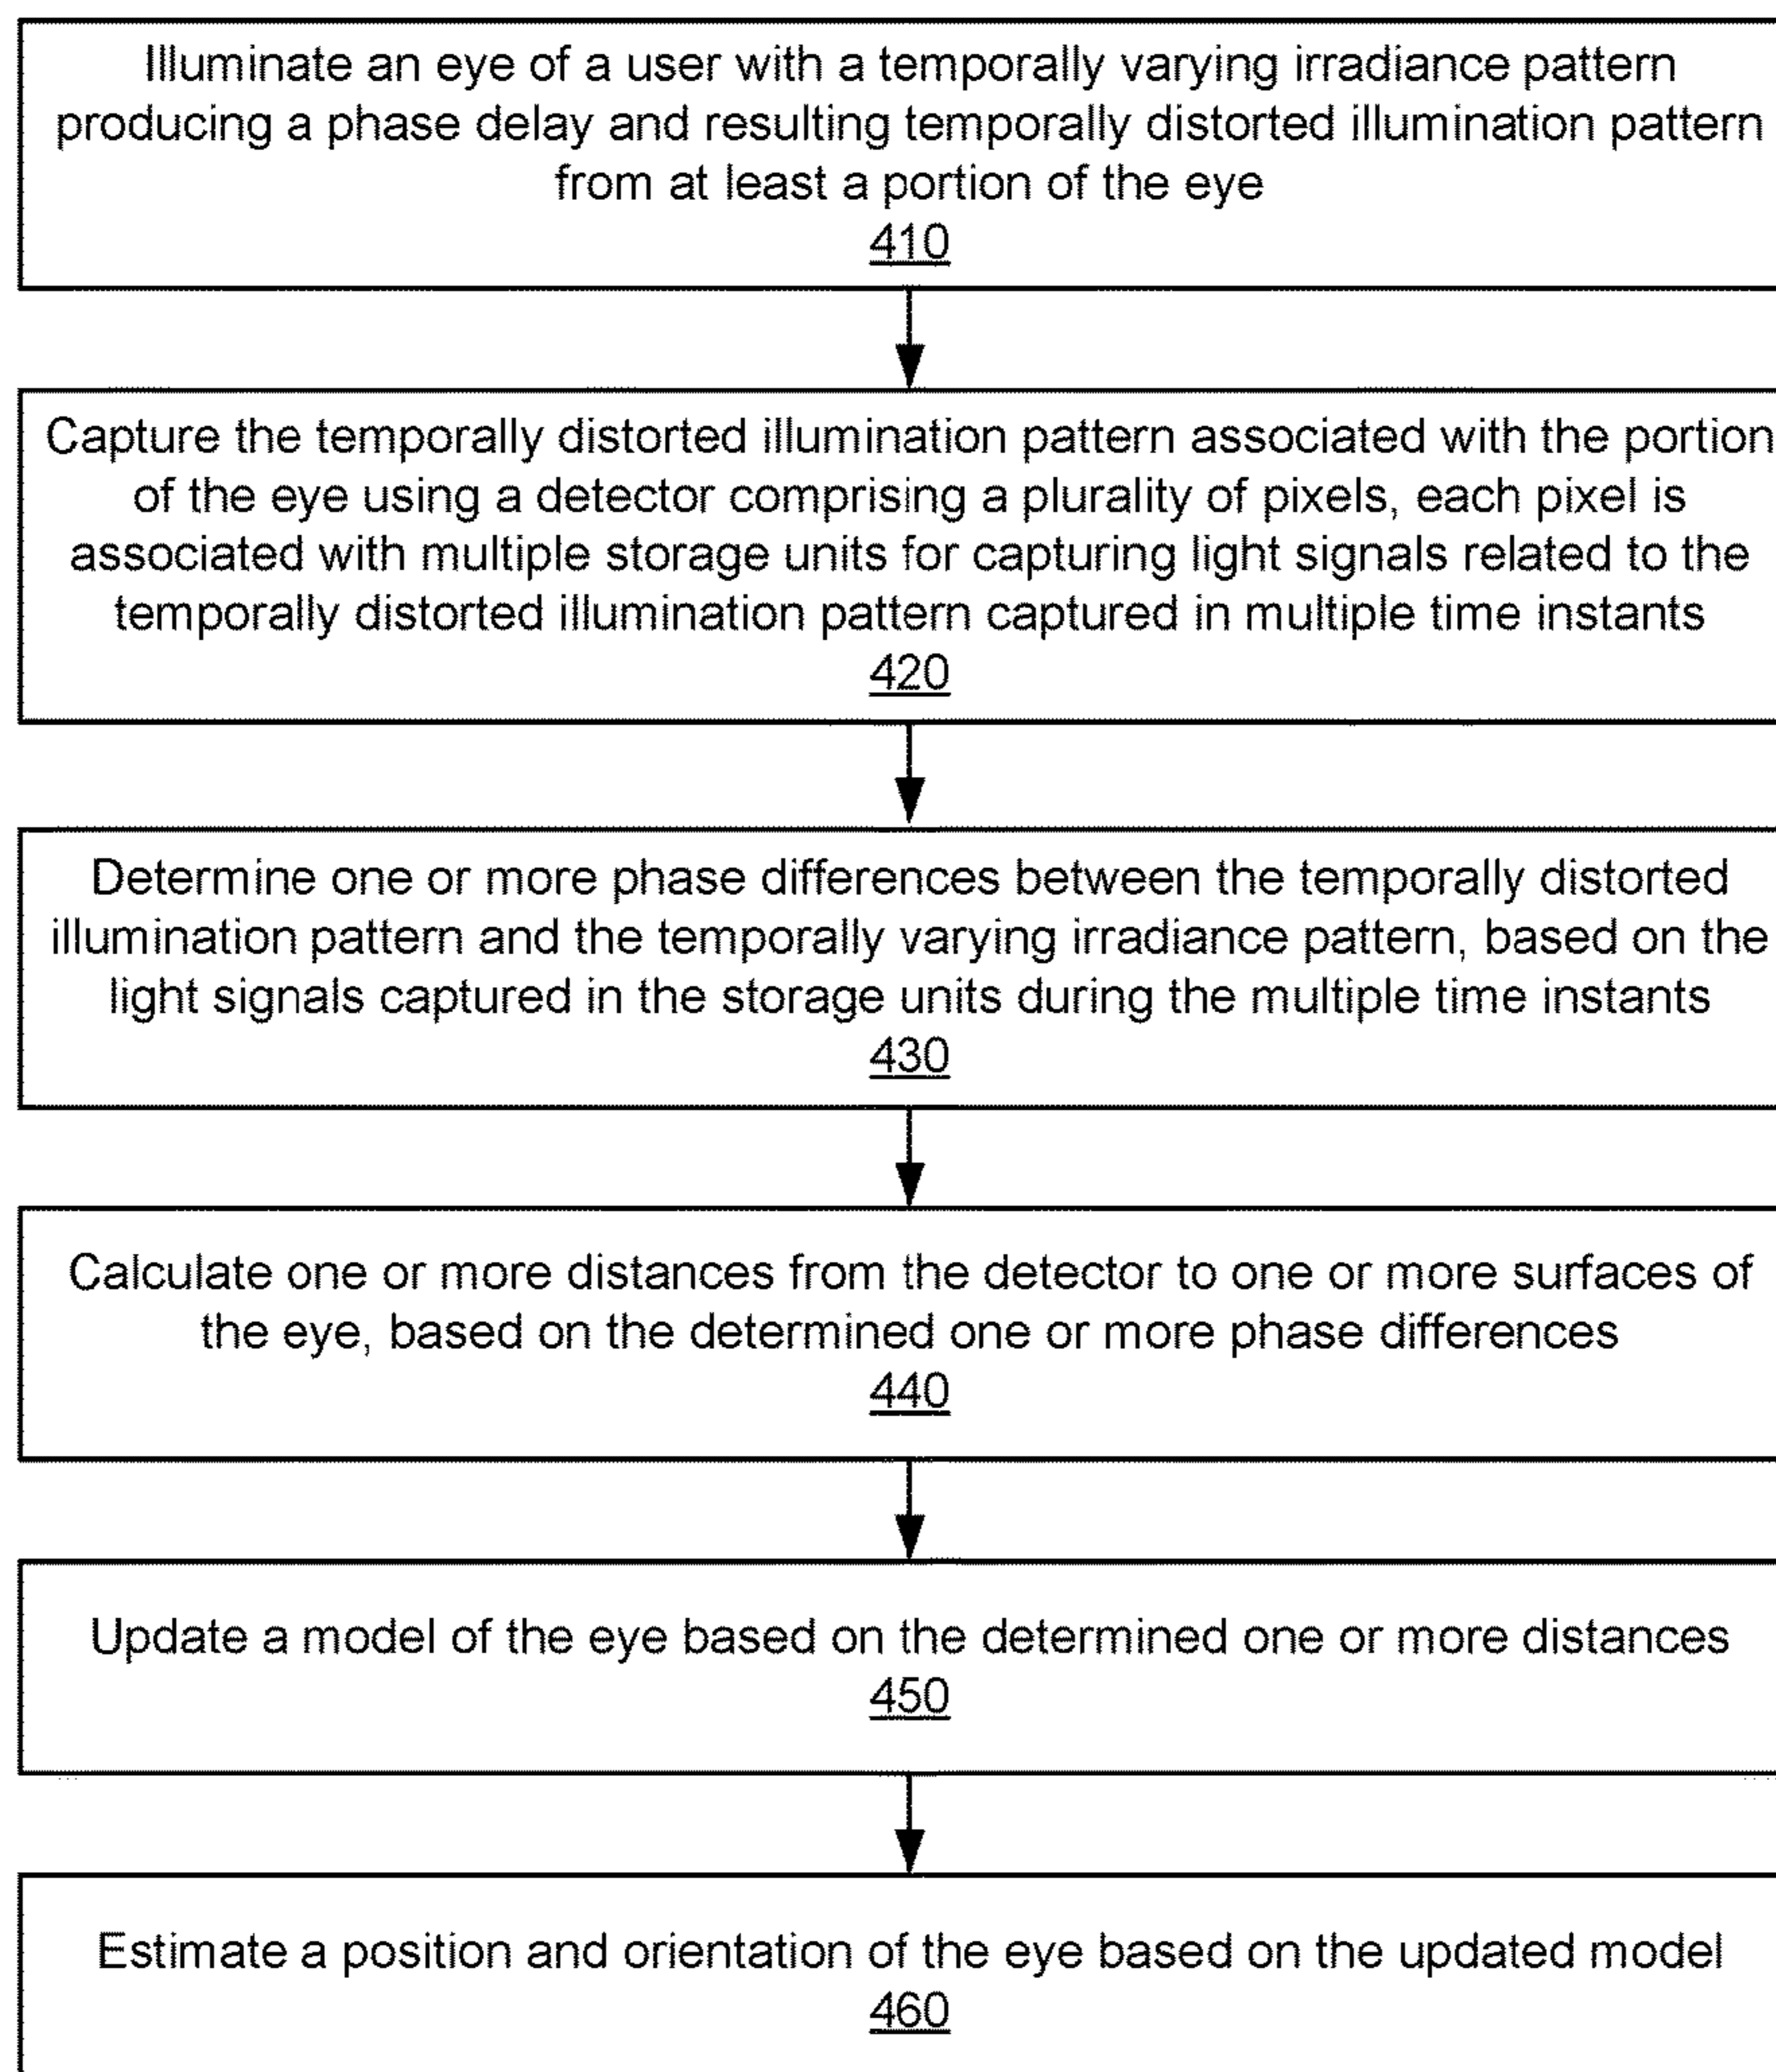 Illuminate an eye of a user with a temporally varying irradiance pattern
producing a phase delay and resulting temporally distorted illumination pattern
from at least a portion of the eye
410
Capture the temporally distorted illumination pattern associated with the portion
of the eye using a detector comprising a plurality of pixels, each pixel is
associated with multiple storage units for capturing light signals related to the
temporally distorted illumination pattern captured in multiple time instants
420
Determine one or more phase differences between the temporally distorted
illumination pattern and the temporally varying irradiance pattern, based on the
light signals captured in the storage units during the multiple time instants
430
Calculate one or more distances from the detector to one or more surfaces of
the eye, based on the determined one or more phase differences
440
Update a model of the eye based on the determined one or more distances
450
Estimate a position and orientation of the eye based on the updated model
460